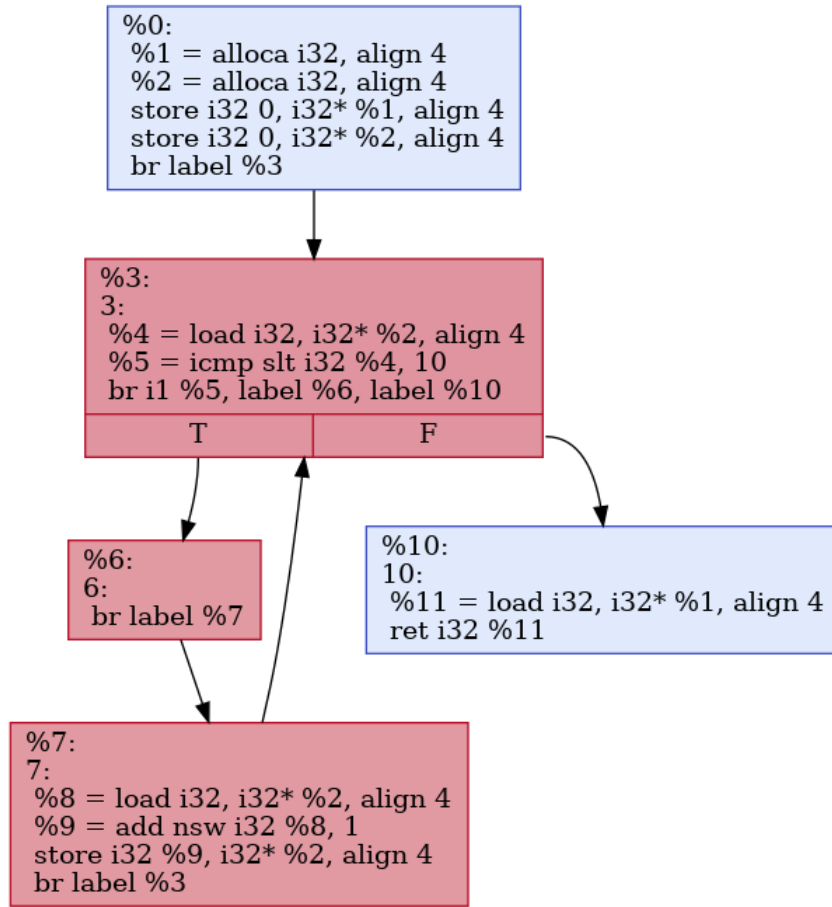 %0:
%1 = alloca i32, align 4
%2 = alloca i32, align 4
store i32 0, i32* %1, align 4
store i32 0, i32* %2, align 4
br label %3
%3:
3:
%4 = load i32, i32* %2, align 4
%5 = icmp slt i32 %4, 10
br i1 %5, label %6, label %10
T
F
%6:
6:
br label %7
%10:
10:
%11 = load i32, i32* %1, align 4
ret i32 %11
%7:
7:
%8 = load i32, i32* %2, align 4
%9 = add nsw i32 %8, 1
store i32 %9, i32* %2, align 4
br label %3